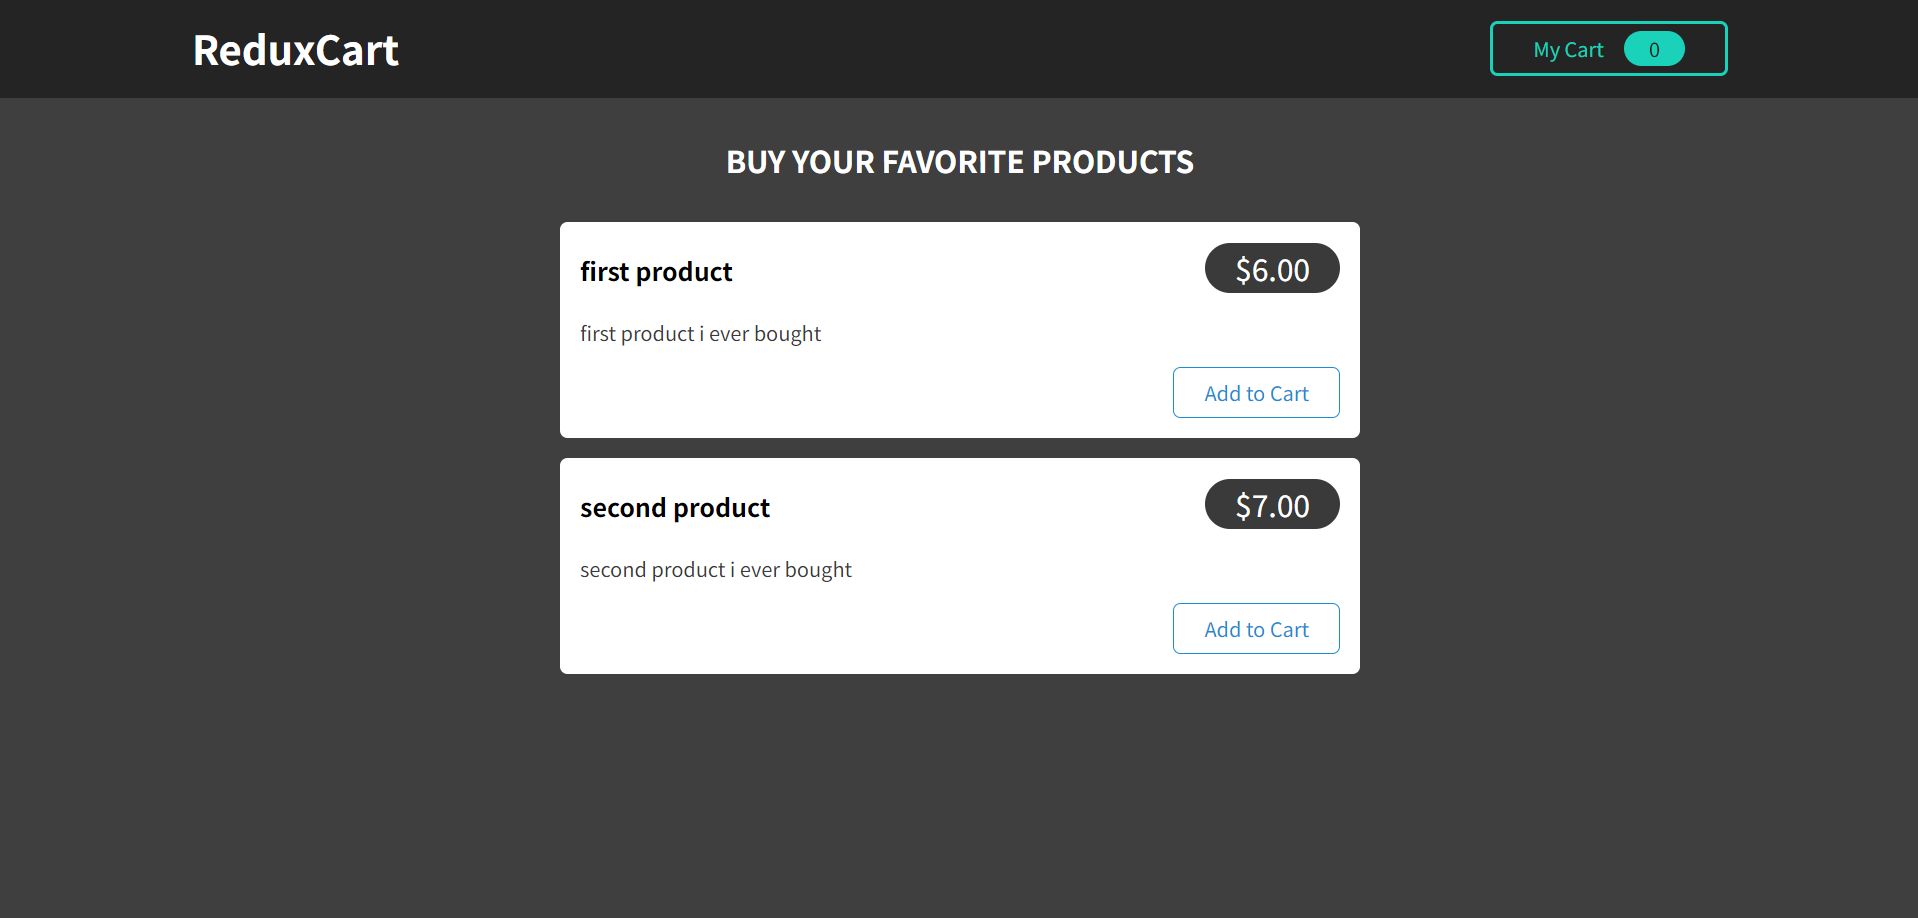 ReduxCart
My Cart 0
BUY YOUR FAVORITE PRODUCTS
first product $6.00
first product i ever bought
Add to Cart
second product $7.00
second product i ever bought
Add to Cart